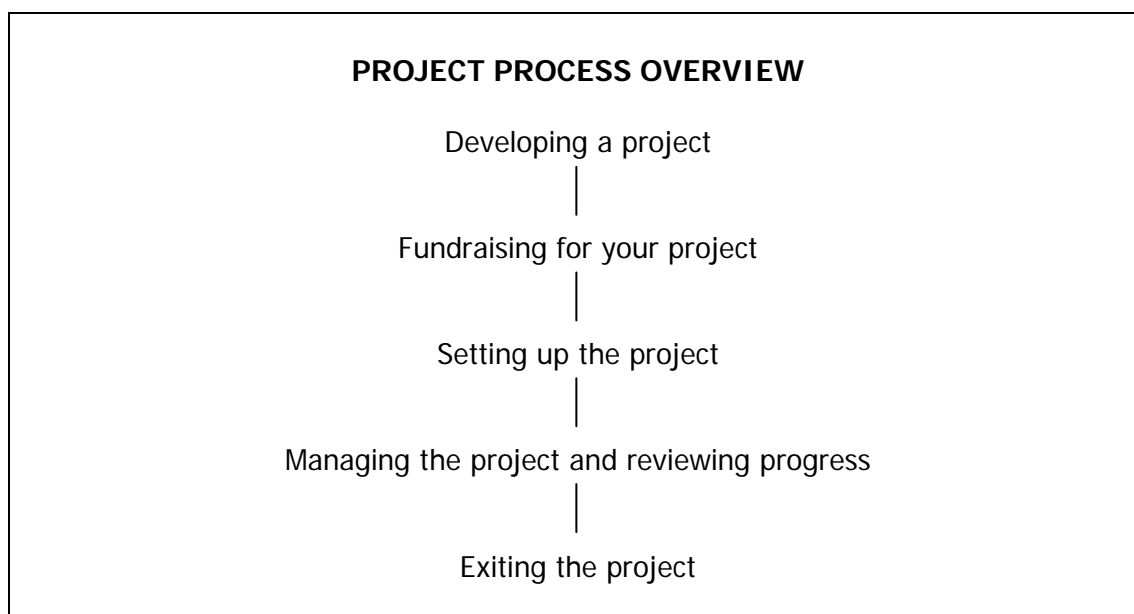 PROJECT PROCESS OVERVIEW
Developing a project
Fundraising for your project
Setting up the project
Managing the project and reviewing progress
Exiting the project